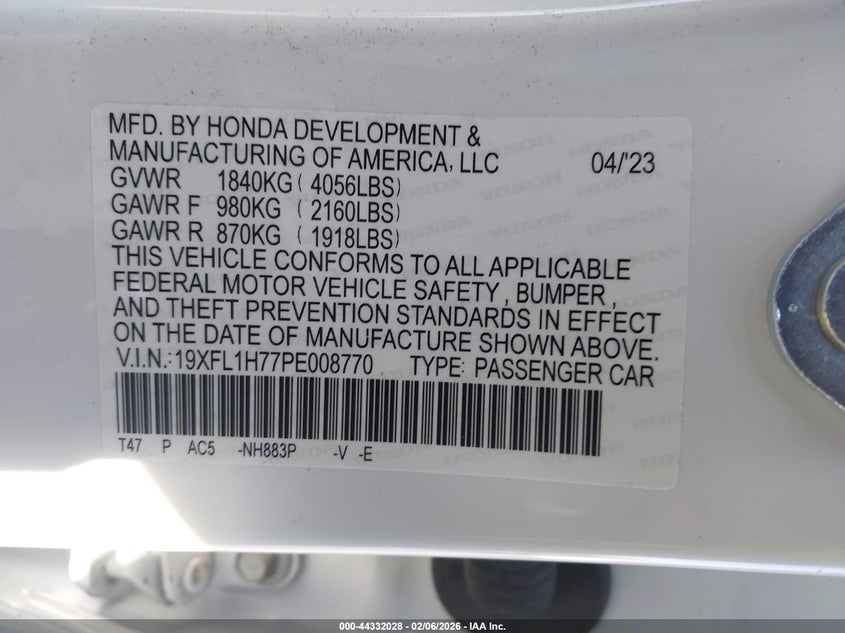 MFD. BY HONDA DEVELOPMENT &
MANUFACTURING OF AMERICA, LLC 04/'23
GVWR 1840KG ( 4056LBS)
GAWR F 980KG ( 2160LBS)
GAWR R 870KG ( 1918LBS)
THIS VEHICLE CONFORMS TO ALL APPLICABLE
FEDERAL MOTOR VEHICLE SAFETY , BUMPER ,
AND THEFT PREVENTION STANDARDS IN EFFECT
ON THE DATE OF MANUFACTURE SHOWN ABOVE.
V.I.N.:19XFL1H77PE008770 TYPE: PASSENGER CAR
T47 P AC5 -NH883P -V -E
000-44332028 - 02/06/2026 - © IAA Inc.